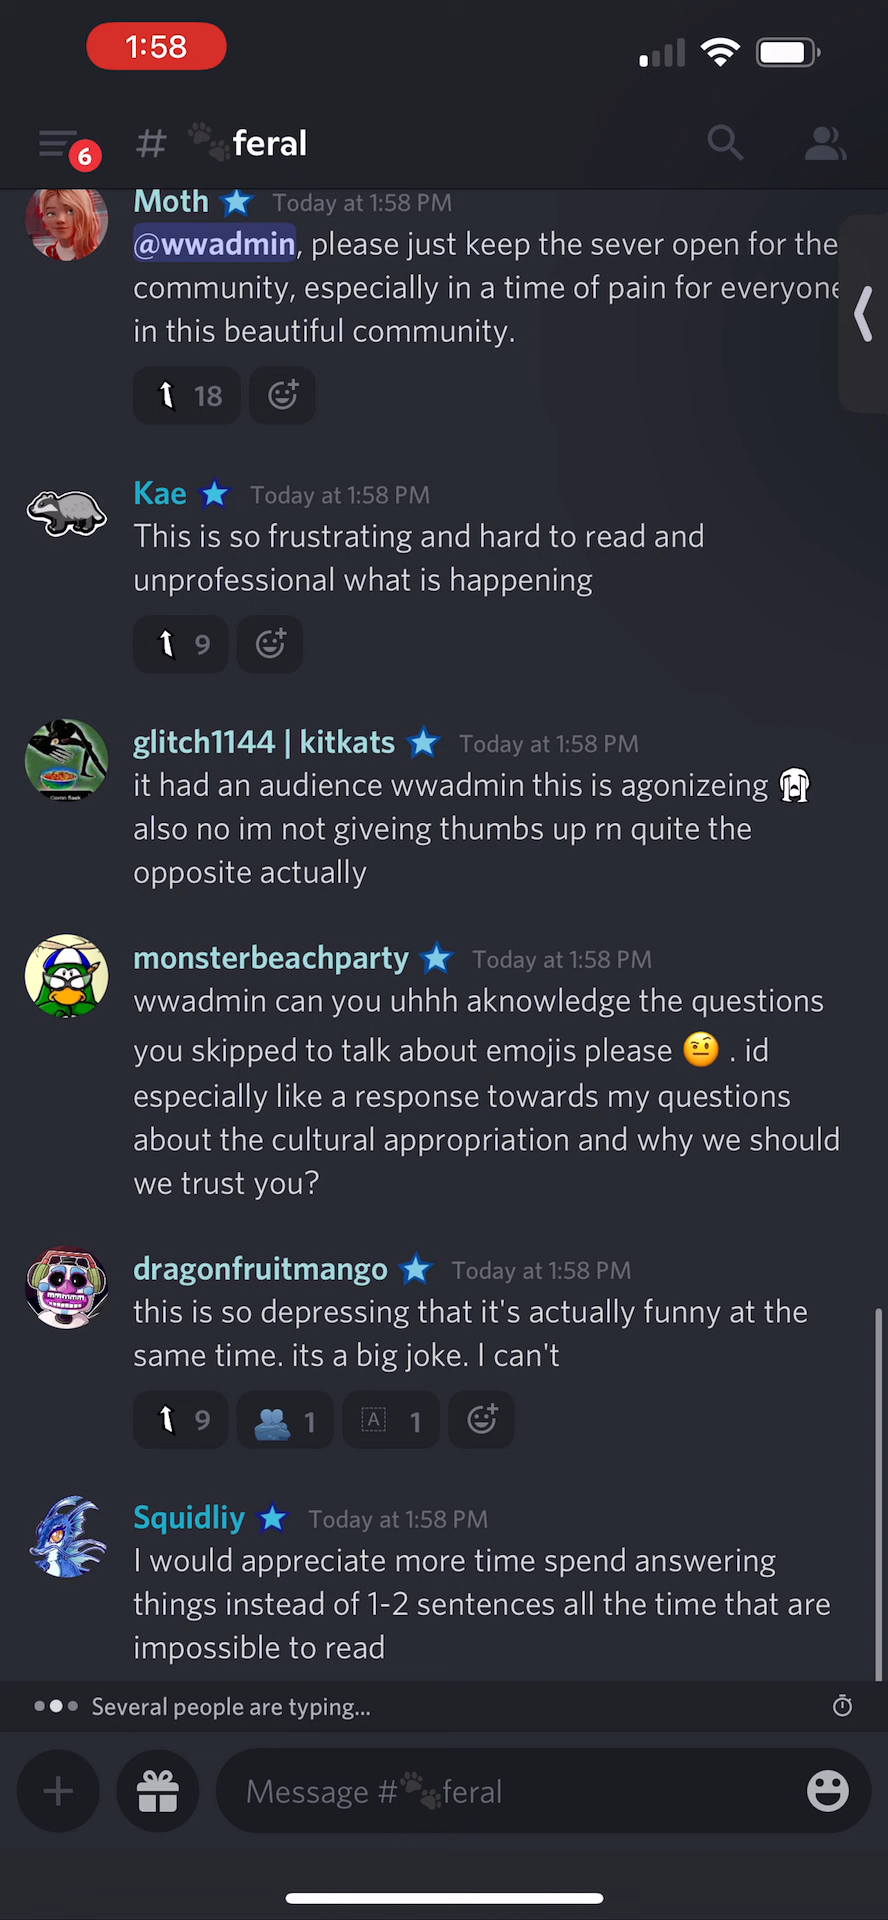 1:58
6
# 🐾feral
Moth Today at 1:58 PM
@wwadmin, please just keep the sever open for the
community, especially in a time of pain for everyone
in this beautiful community.
18
Kae Today at 1:58 PM
This is so frustrating and hard to read and
unprofessional what is happening
9
glitch1144 | kitkats Today at 1:58 PM
it had an audience wwadmin this is agonizeing 😭
also no im not giveing thumbs up rn quite the
opposite actually
monsterbeachparty Today at 1:58 PM
wwadmin can you uhhh aknowledge the questions
you skipped to talk about emojis please 🤨 . id
especially like a response towards my questions
about the cultural appropriation and why we should
we trust you?
dragonfruitmango Today at 1:58 PM
this is so depressing that it's actually funny at the
same time. its a big joke. I can't
9 1 A 1
Squidliy Today at 1:58 PM
I would appreciate more time spend answering
things instead of 1-2 sentences all the time that are
impossible to read
Several people are typing...
Message #🐾feral